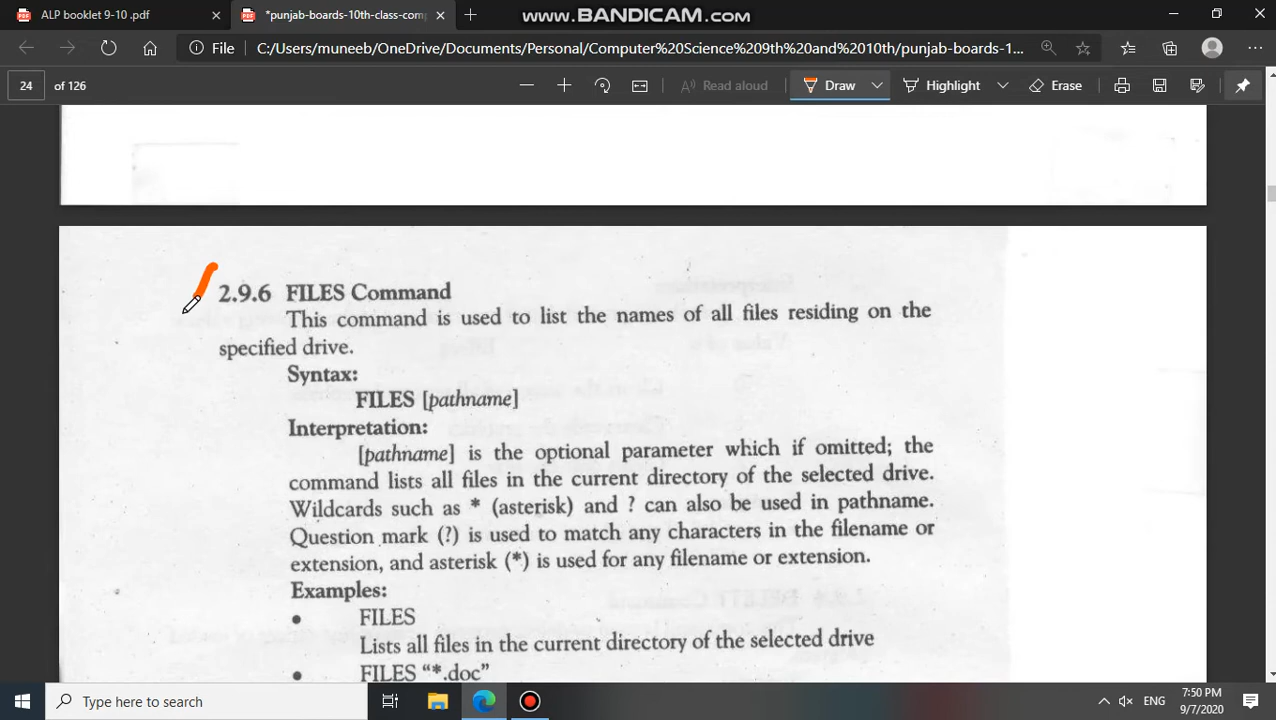 ALP booklet 9-10 .pdf
*punjab-boards-10th-class-com
www.BANDICAM.com
File
C:/Users/muneeb/OneDrive/Documents/Personal/Computer%20Science%209th%20and%2010th/punjab-boards-1...
24 of 126
Read aloud
Draw
Highlight
Erase
2.9.6 FILES Command
This command is used to list the names of all files residing on the
specified drive.
Syntax:
FILES [pathname]
Interpretation:
[pathname] is the optional parameter which if omitted; the
command lists all files in the current directory of the selected drive.
Wildcards such as * (asterisk) and ? can also be used in pathname.
Question mark (?) is used to match any characters in the filename or
extension, and asterisk (*) is used for any filename or extension.
Examples:
• FILES
Lists all files in the current directory of the selected drive
• FILES “*.doc”
Type here to search
ENG
7:50 PM
9/7/2020